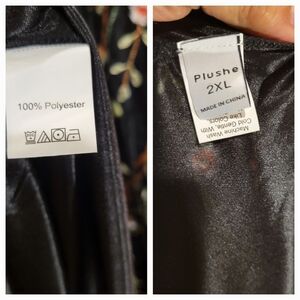 100% Polyester
Plushe
2XL
MADE IN CHINA
Machine Wash
Cold Gentle, With
Like Colors